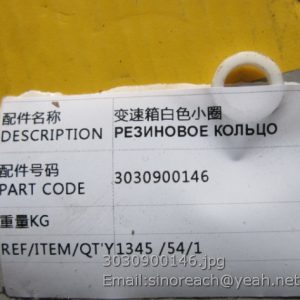 配件名称 变速箱白色小圈
DESCRIPTION РЕЗИНОВОЕ КОЛЬЦО
配件号码
PART CODE 3030900146
重量KG
REF/ITEM/QT'Y 1345 /54/1
3030900146.jpg
Email:sinoreach@yeah.net